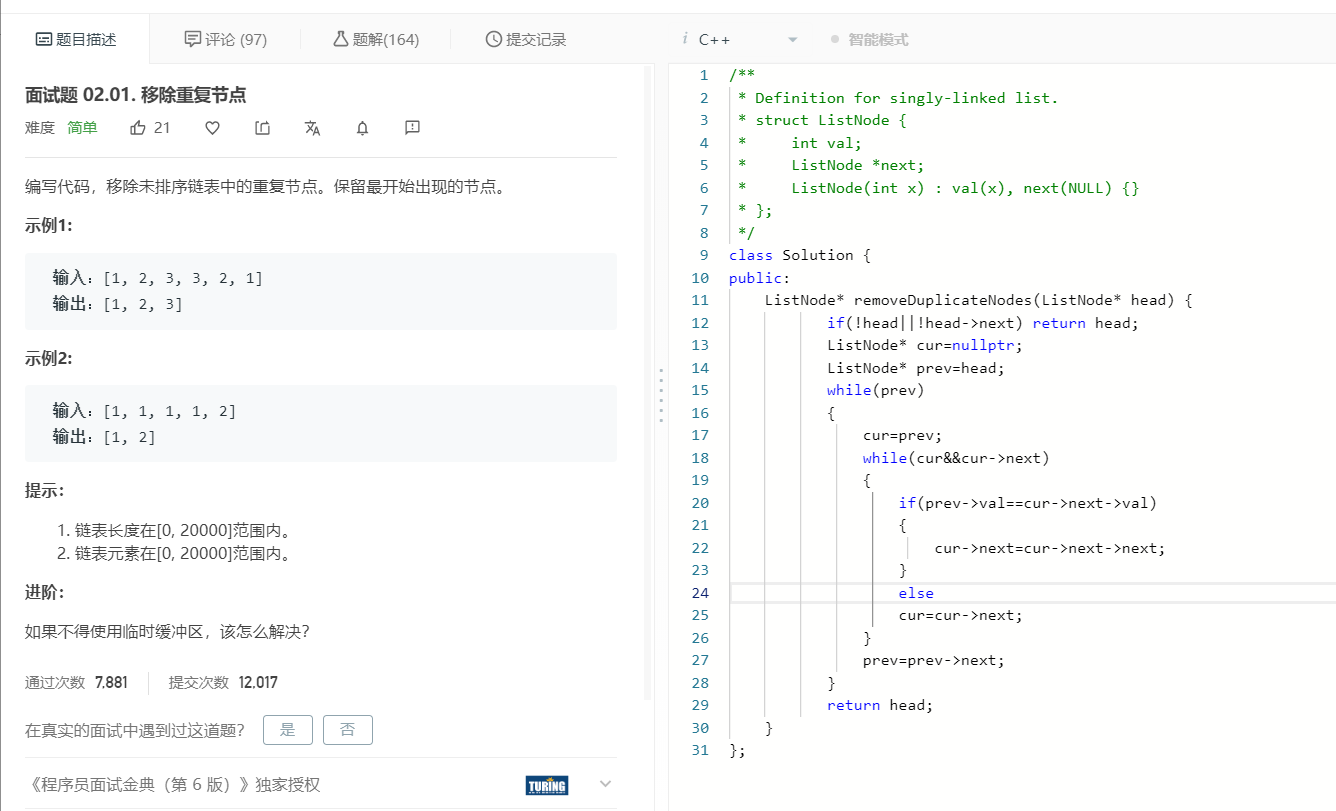 题目描述
评论 (97)
题解(164)
提交记录
面试题 02.01. 移除重复节点
难度 简单 21
编写代码，移除未排序链表中的重复节点。保留最开始出现的节点。
示例1:
输入：[1, 2, 3, 3, 2, 1]
输出：[1, 2, 3]
示例2:
输入：[1, 1, 1, 1, 2]
输出：[1, 2]
提示：
1. 链表长度在[0, 20000]范围内。
2. 链表元素在[0, 20000]范围内。
进阶：
如果不得使用临时缓冲区，该怎么解决？
通过次数 7,881 提交次数 12,017
在真实的面试中遇到过这道题？ 是 否
《程序员面试金典（第 6 版）》独家授权 TURING
i C++ 智能模式
1 /**
2 * Definition for singly-linked list.
3 * struct ListNode {
4 * int val;
5 * ListNode *next;
6 * ListNode(int x) : val(x), next(NULL) {}
7 * };
8 */
9 class Solution {
10 public:
11 ListNode* removeDuplicateNodes(ListNode* head) {
12 if(!head||!head->next) return head;
13 ListNode* cur=nullptr;
14 ListNode* prev=head;
15 while(prev)
16 {
17 cur=prev;
18 while(cur&&cur->next)
19 {
20 if(prev->val==cur->next->val)
21 {
22 cur->next=cur->next->next;
23 }
24 else
25 cur=cur->next;
26 }
27 prev=prev->next;
28 }
29 return head;
30 }
31 };